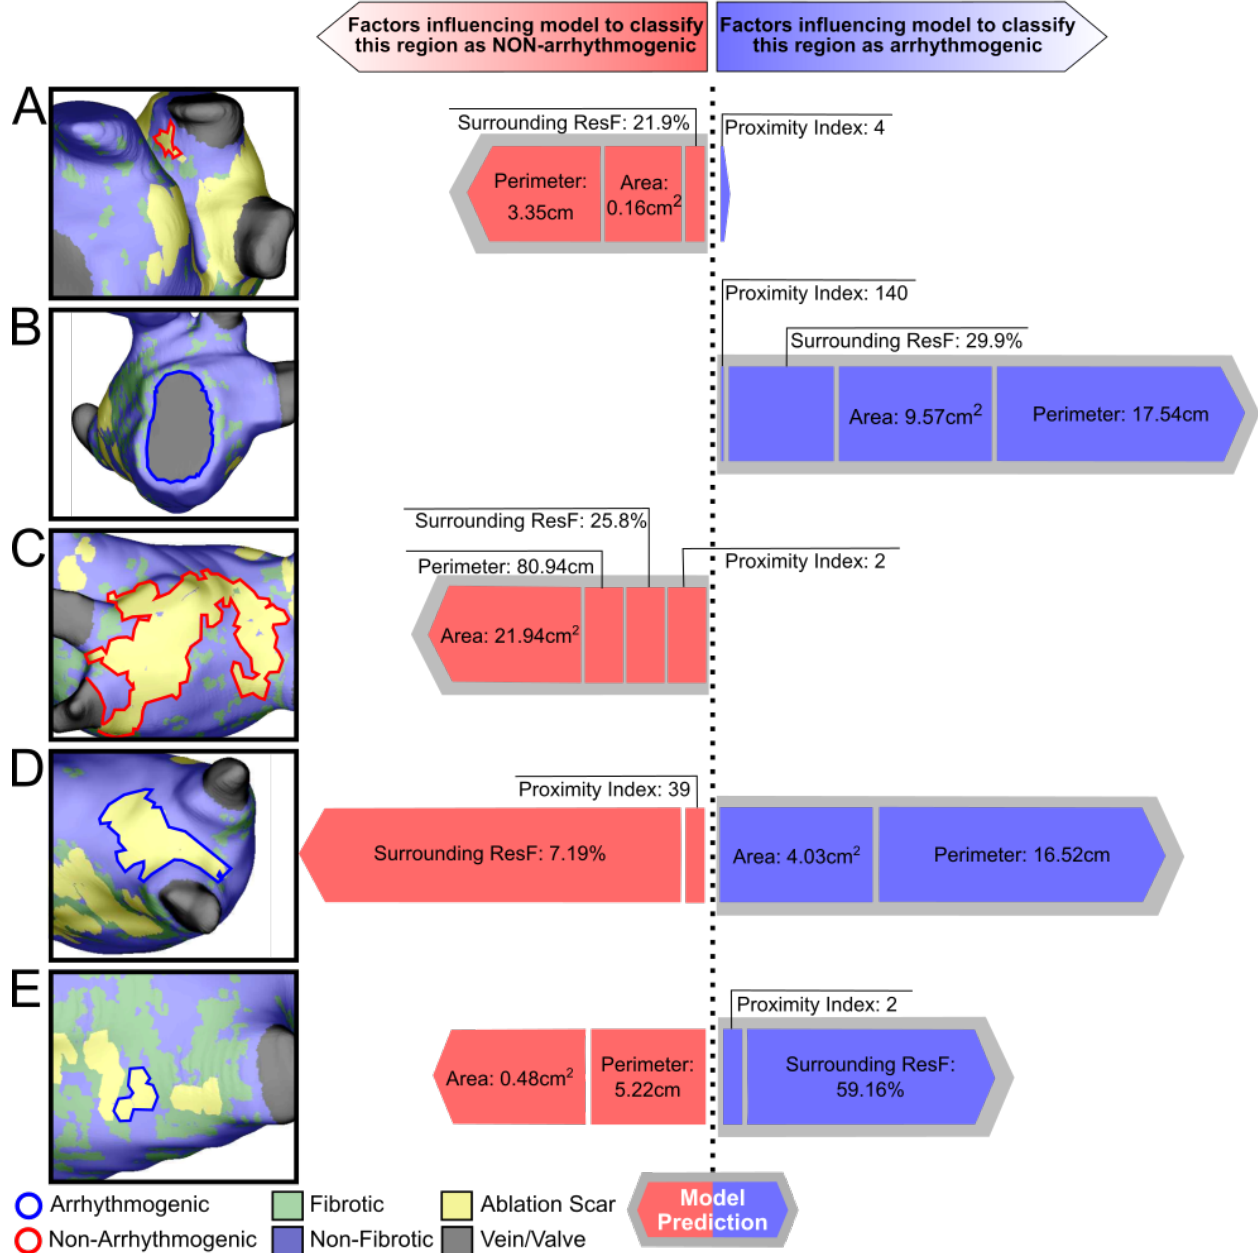 Factors influencing model to classify
this region as NON-arrhythmogenic
Factors influencing model to classify
this region as arrhythmogenic
A
Surrounding ResF: 21.9%
Proximity Index: 4
Perimeter:
3.35cm
Area:
0.16cm²
B
Proximity Index: 140
Surrounding ResF: 29.9%
Area: 9.57cm²
Perimeter: 17.54cm
C
Surrounding ResF: 25.8%
Perimeter: 80.94cm
Proximity Index: 2
Area: 21.94cm²
D
Proximity Index: 39
Surrounding ResF: 7.19%
Area: 4.03cm²
Perimeter: 16.52cm
E
Proximity Index: 2
Area: 0.48cm²
Perimeter:
5.22cm
Surrounding ResF:
59.16%
Arrhythmogenic
Fibrotic
Ablation Scar
Non-Arrhythmogenic
Non-Fibrotic
Vein/Valve
Model
Prediction